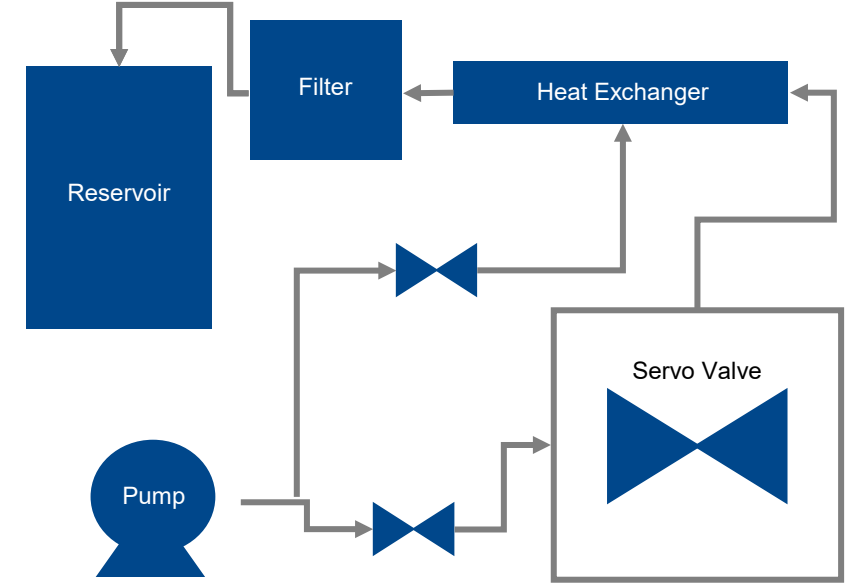 Filter
Heat Exchanger
Reservoir
Servo Valve
Pump